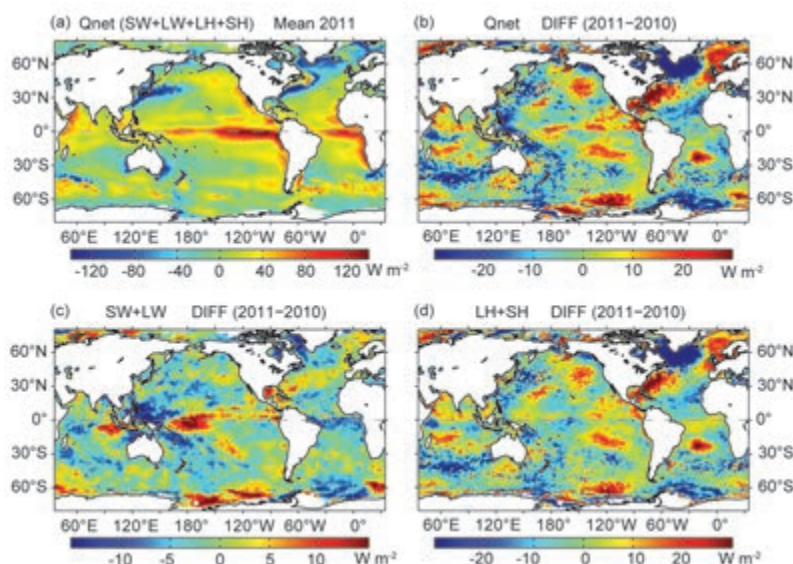 (a) Qnet (SW+LW+LH+SH) Mean 2011
60°N
30°N
0°
30°S
60°S
60°E 120°E 180° 120°W 60°W 0°
-120 -80 -40 0 40 80 120 W m-2
(b) Qnet DIFF (2011−2010)
60°N
30°N
0°
30°S
60°S
60°E 120°E 180° 120°W 60°W 0°
-20 -10 0 10 20 W m-2
(c) SW+LW DIFF (2011−2010)
60°N
30°N
0°
30°S
60°S
60°E 120°E 180° 120°W 60°W 0°
-10 -5 0 5 10 W m-2
(d) LH+SH DIFF (2011−2010)
60°N
30°N
0°
30°S
60°S
60°E 120°E 180° 120°W 60°W 0°
-20 -10 0 10 20 W m-2